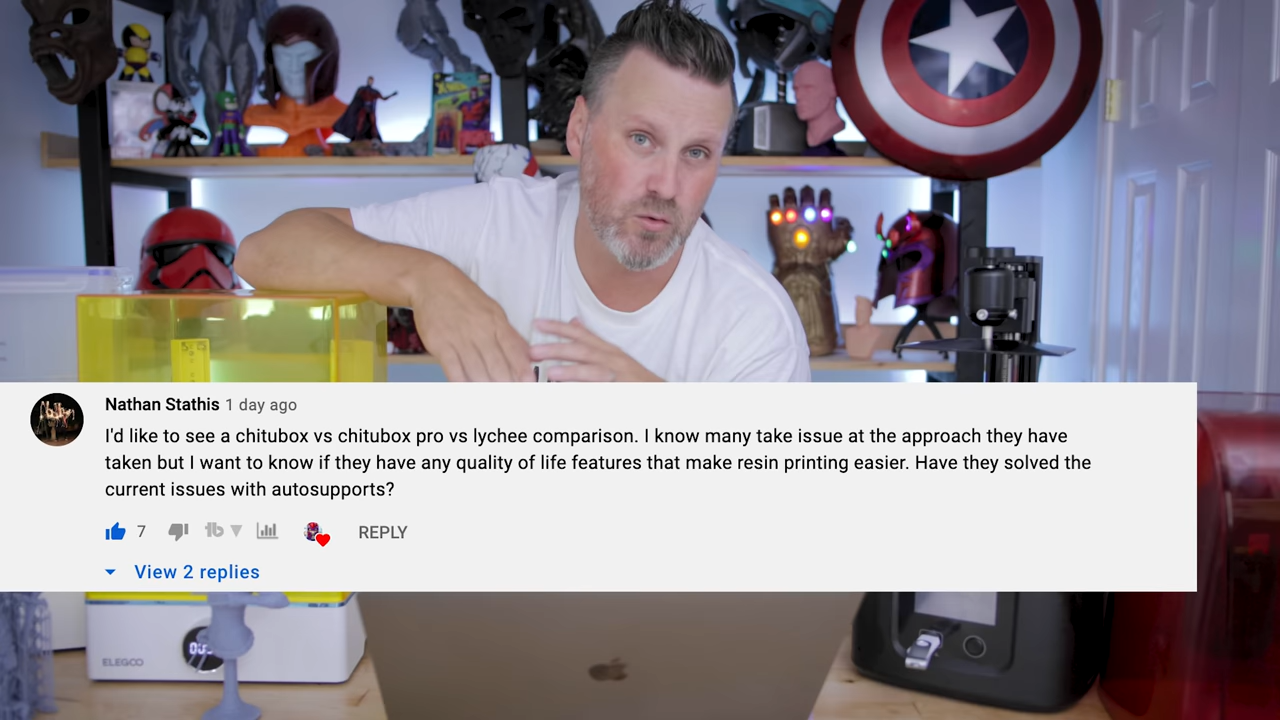 Nathan Stathis 1 day ago
I'd like to see a chitubox vs chitubox pro vs lychee comparison. I know many take issue at the approach they have
taken but I want to know if they have any quality of life features that make resin printing easier. Have they solved the
current issues with autosupports?
7
REPLY
View 2 replies
ELEGOO